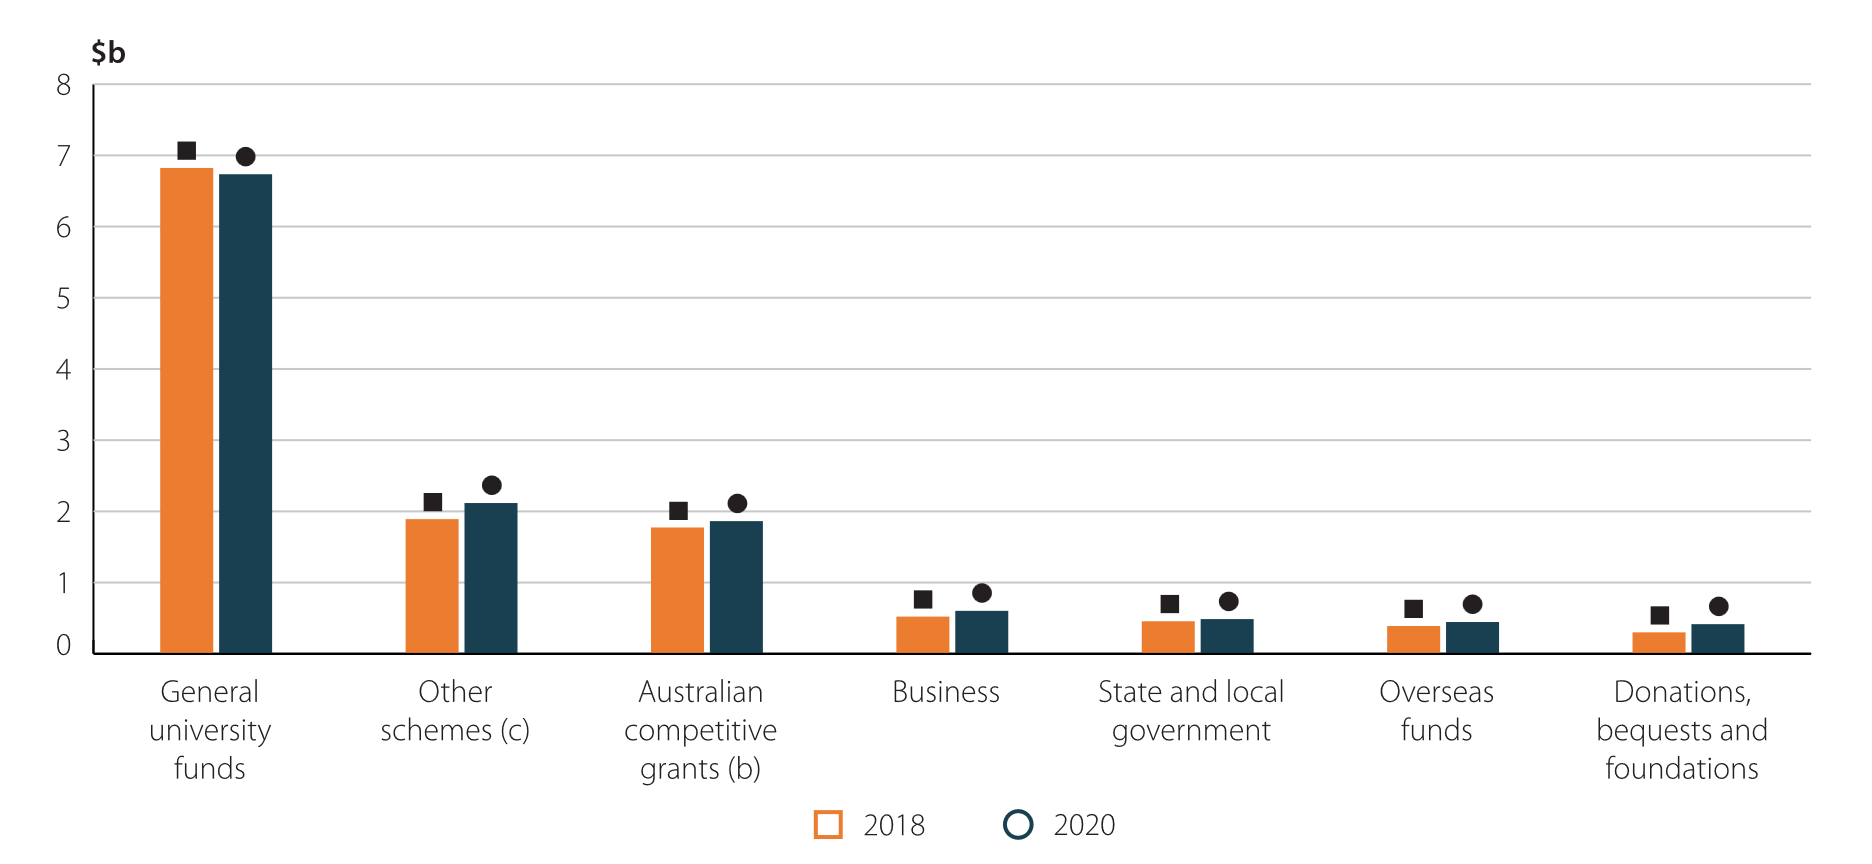 $b
8
7
6
5
4
3
2
1
0
General
university
funds
Other
schemes (c)
Australian
competitive
grants (b)
Business
State and local
government
Overseas
funds
Donations,
bequests and
foundations
2018
2020